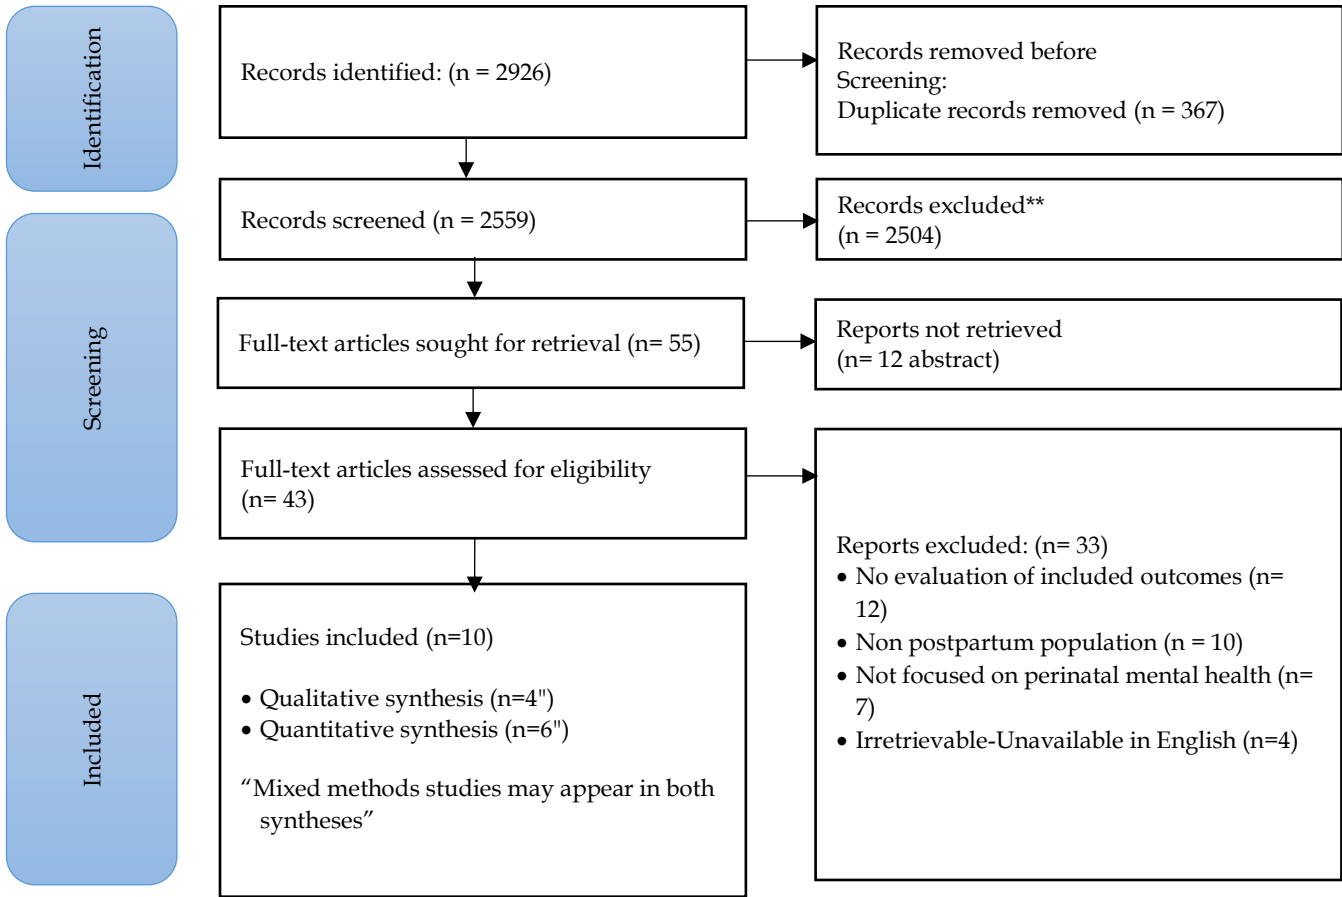 Identification
Records identified: (n = 2926)
Records removed before
Screening:
Duplicate records removed (n = 367)
Screening
Records screened (n = 2559)
Records excluded**
(n = 2504)
Full-text articles sought for retrieval (n= 55)
Reports not retrieved
(n= 12 abstract)
Full-text articles assessed for eligibility
(n= 43)
Reports excluded: (n= 33)
• No evaluation of included outcomes (n=
12)
• Non postpartum population (n = 10)
• Not focused on perinatal mental health (n=
7)
• Irretrievable-Unavailable in English (n=4)
Included
Studies included (n=10)
• Qualitative synthesis (n=4")
• Quantitative synthesis (n=6")
“Mixed methods studies may appear in both
syntheses”